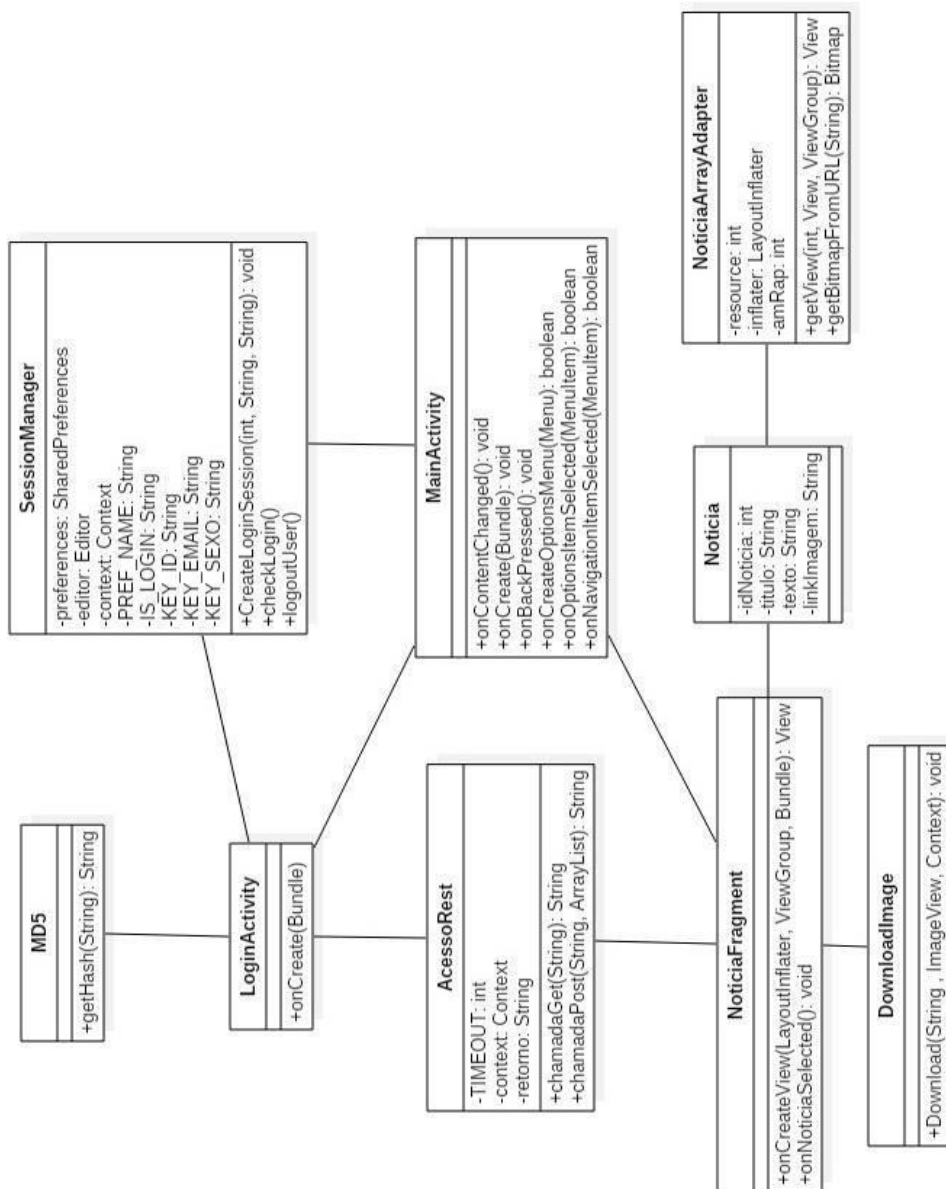 MD5
+getHash(String): String
LoginActivity
+onCreate(Bundle)
SessionManager
-preferences: SharedPreferences
-editor: Editor
-context: Context
-PREF_NAME: String
-IS_LOGIN: String
-KEY_ID: String
-KEY_EMAIL: String
-KEY_SEXO: String
+CreateLoginSession(int, String, String): void
+checkLogin()
+logoutUser()
AcessoRest
-TIMEOUT: int
-context: Context
-retorno: String
+chamadaGet(String): String
+chamadaPost(String, ArrayList): String
MainActivity
+onContentChanged(): void
+onCreate(Bundle): void
+onBackPressed(): void
+onCreateOptionsMenu(Menu): boolean
+onOptionsItemSelected(MenuItem): boolean
+onNavigationItemSelected(MenuItem): boolean
NoticiaFragment
+onCreateView(LayoutInflater, ViewGroup, Bundle): View
+onNoticiaSelected(): void
Noticia
-idNoticia: int
-titulo: String
-texto: String
-linkImagem: String
NoticiaArrayAdapter
-resource: int
-inflater: LayoutInflater
-amRap: int
+getView(int, View, ViewGroup): View
+getBitmapFromURL(String): Bitmap
DownloadImage
+Download(String , ImageView, Context): void